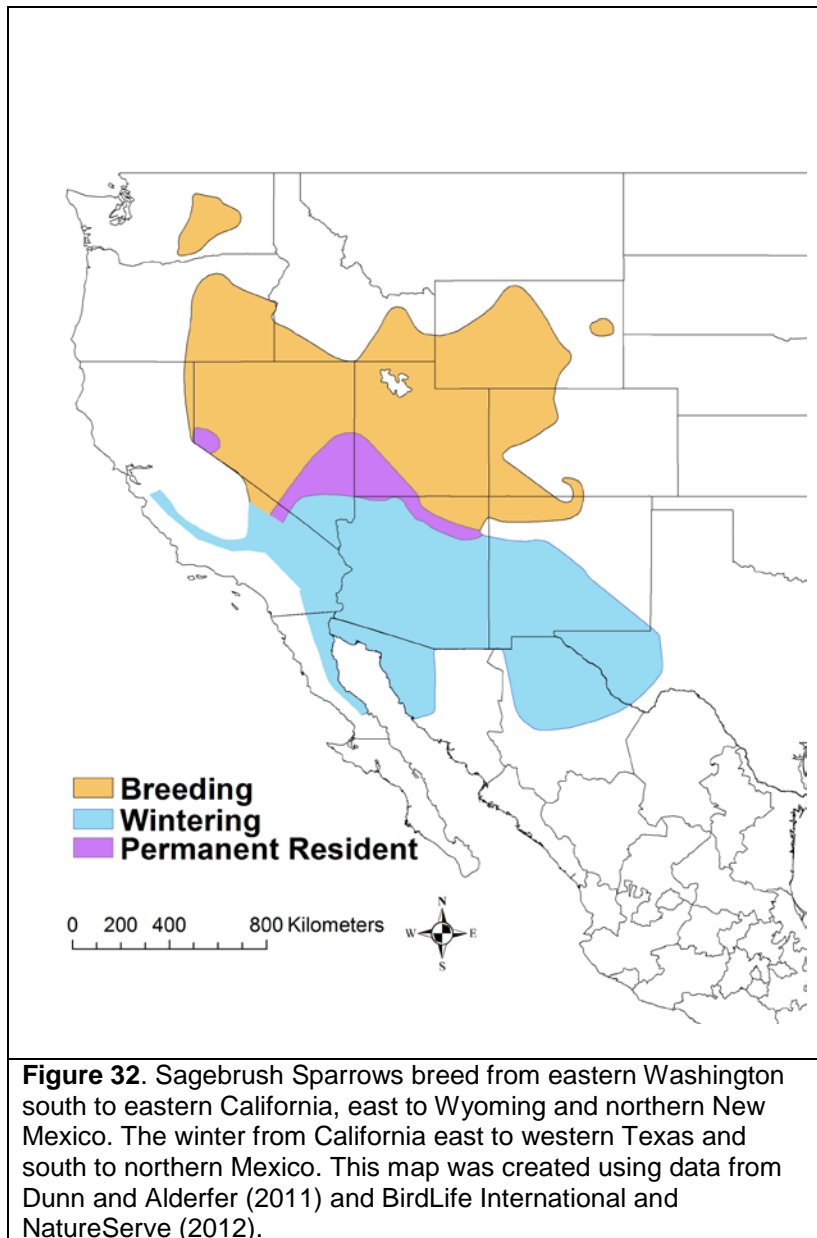 Breeding
Wintering
Permanent Resident
0 200 400 800 Kilometers
N
W E
S
Figure 32. Sagebrush Sparrows breed from eastern Washington
south to eastern California, east to Wyoming and northern New
Mexico. The winter from California east to western Texas and
south to northern Mexico. This map was created using data from
Dunn and Alderfer (2011) and BirdLife International and
NatureServe (2012).